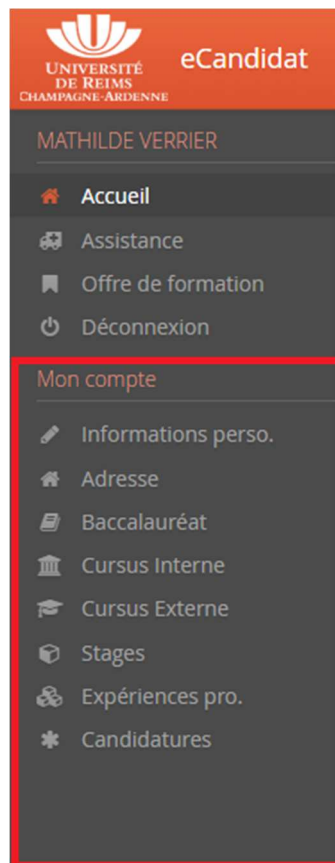 UNIVERSITÉ
DE REIMS
CHAMPAGNE-ARDENNE
eCandidat
MATHILDE VERRIER
Accueil
Assistance
Offre de formation
Déconnexion
Mon compte
Informations perso.
Adresse
Baccalauréat
Cursus Interne
Cursus Externe
Stages
Expériences pro.
Candidatures